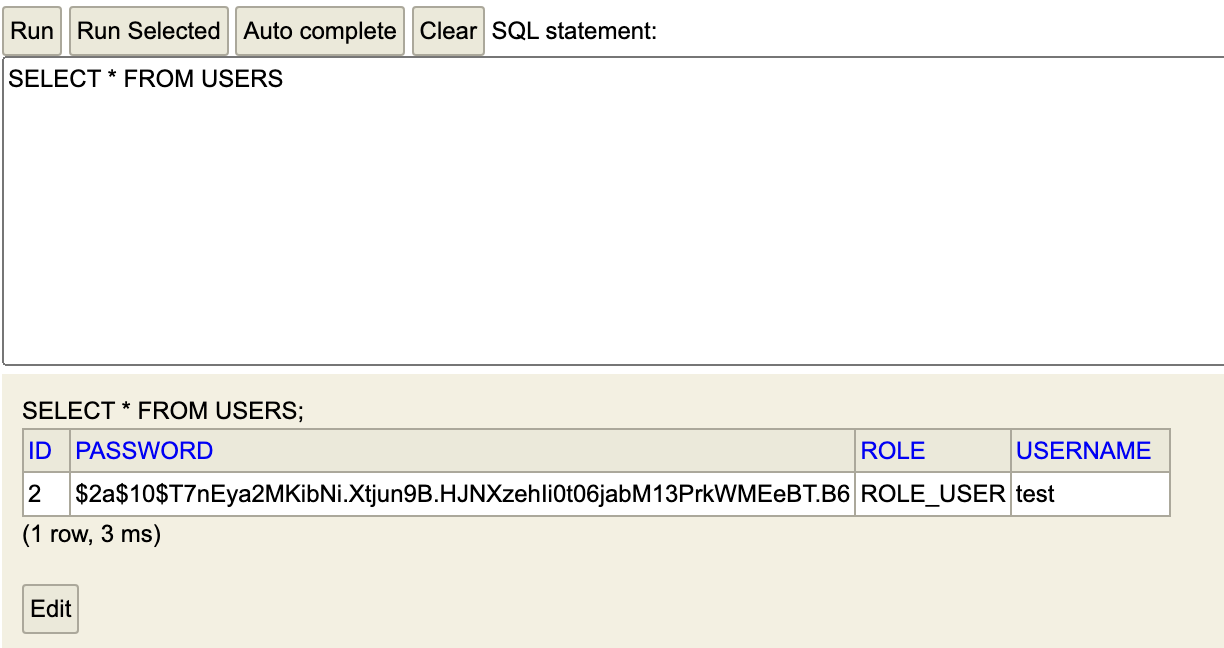 Run Run Selected Auto complete Clear SQL statement:
SELECT * FROM USERS
SELECT * FROM USERS;
ID PASSWORD ROLE USERNAME
2 $2a$10$T7nEya2MKibNi.Xtjun9B.HJNXzehIi0t06jabM13PrkWMEeBT.B6 ROLE_USER test
(1 row, 3 ms)
Edit